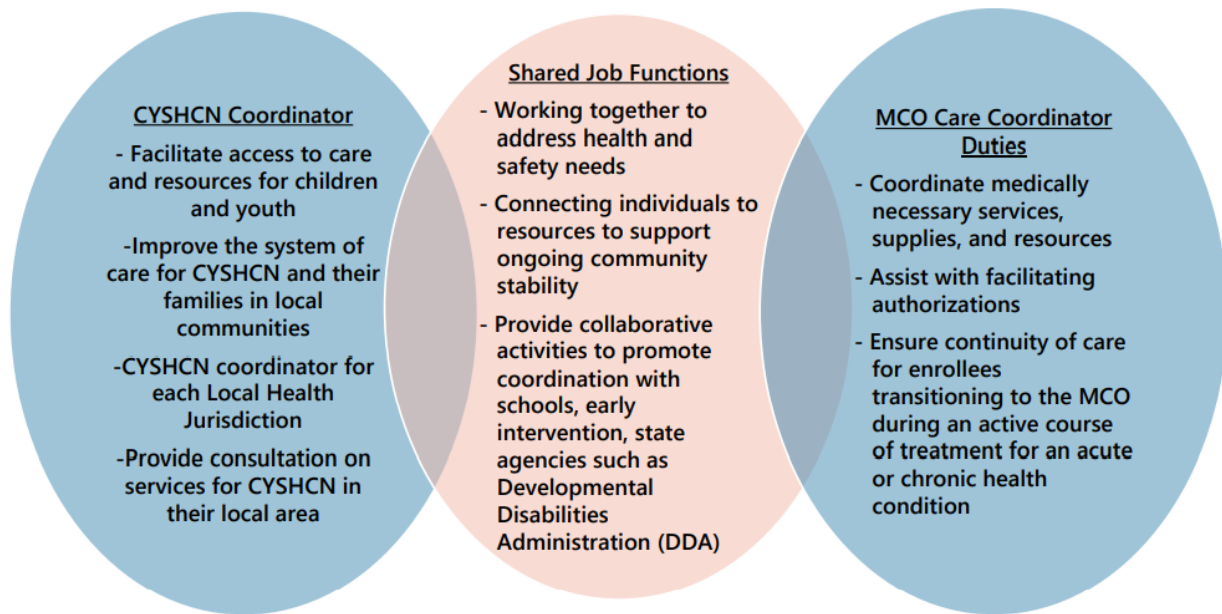 CYSHCN Coordinator
- Facilitate access to care
and resources for children
and youth
-Improve the system of
care for CYSHCN and their
families in local
communities
-CYSHCN coordinator for
each Local Health
Jurisdiction
-Provide consultation on
services for CYSHCN in
their local area
Shared Job Functions
- Working together to
address health and
safety needs
- Connecting individuals to
resources to support
ongoing community
stability
- Provide collaborative
activities to promote
coordination with
schools, early
intervention, state
agencies such as
Developmental
Disabilities
Administration (DDA)
MCO Care Coordinator
Duties
- Coordinate medically
necessary services,
supplies, and resources
- Assist with facilitating
authorizations
- Ensure continuity of care
for enrollees
transitioning to the MCO
during an active course
of treatment for an acute
or chronic health
condition